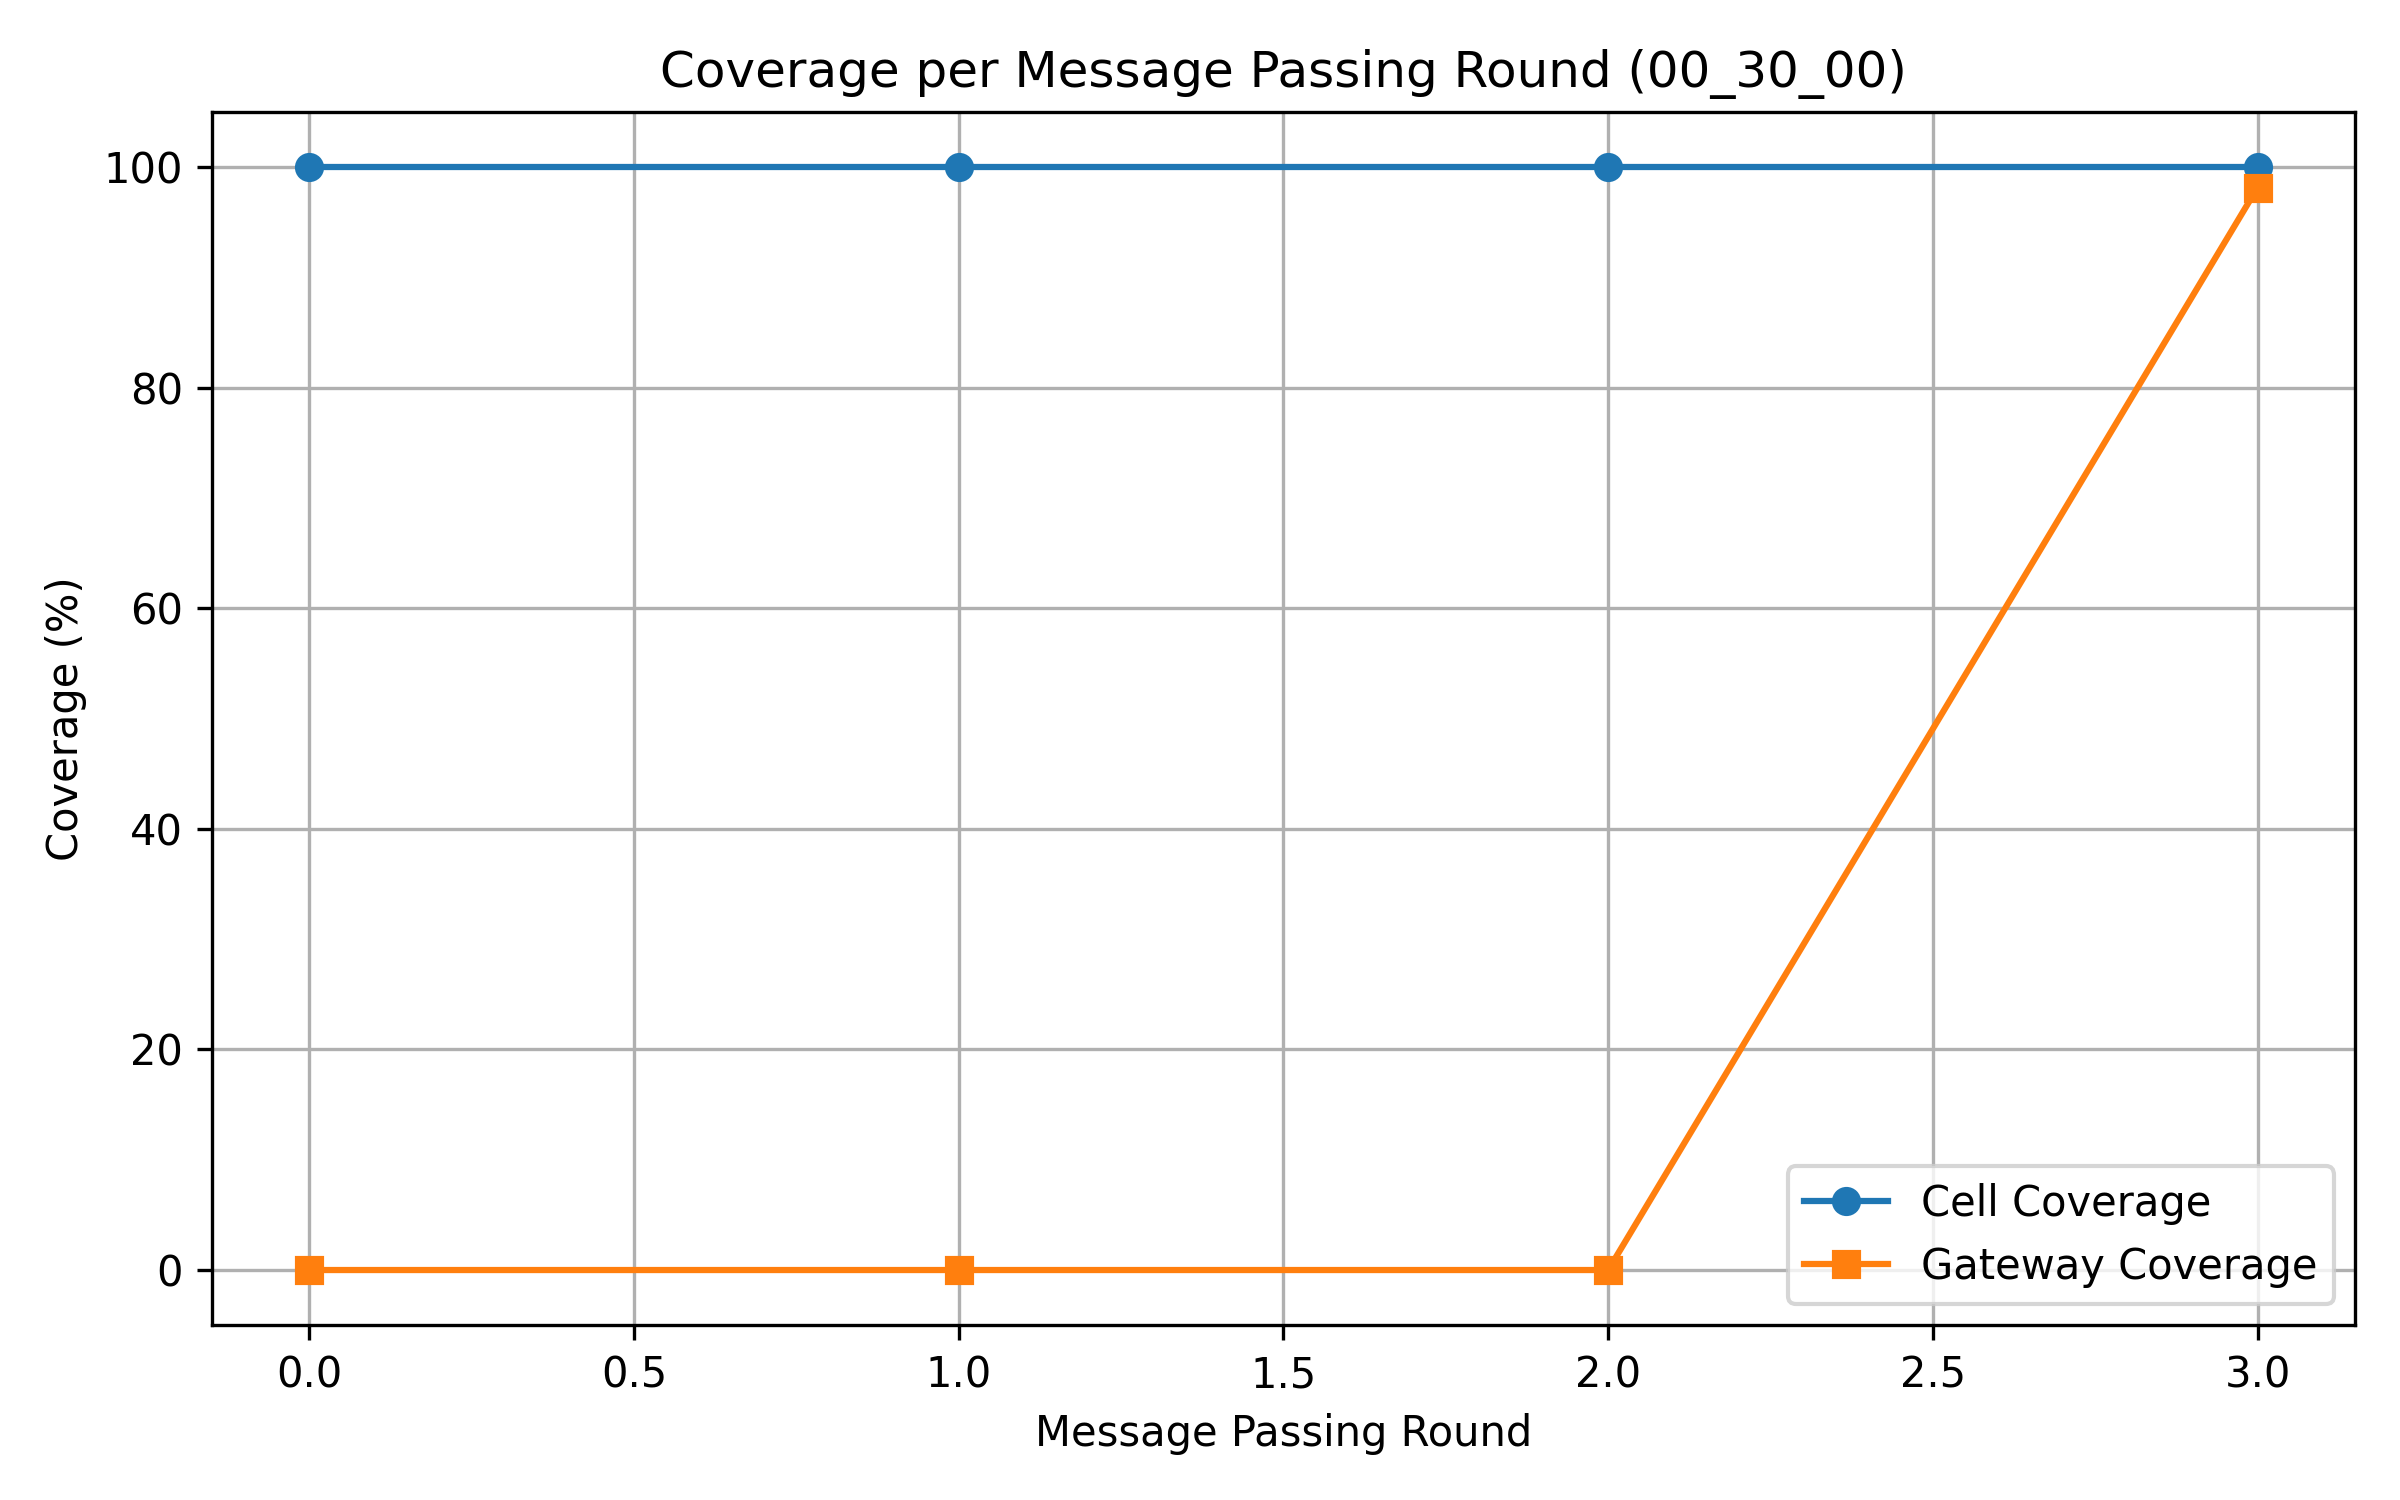 Coverage per Message Passing Round (00_30_00)
Coverage (%)
100
80
60
40
20
0
Cell Coverage
Gateway Coverage
0.0 0.5 1.0 1.5 2.0 2.5 3.0
Message Passing Round